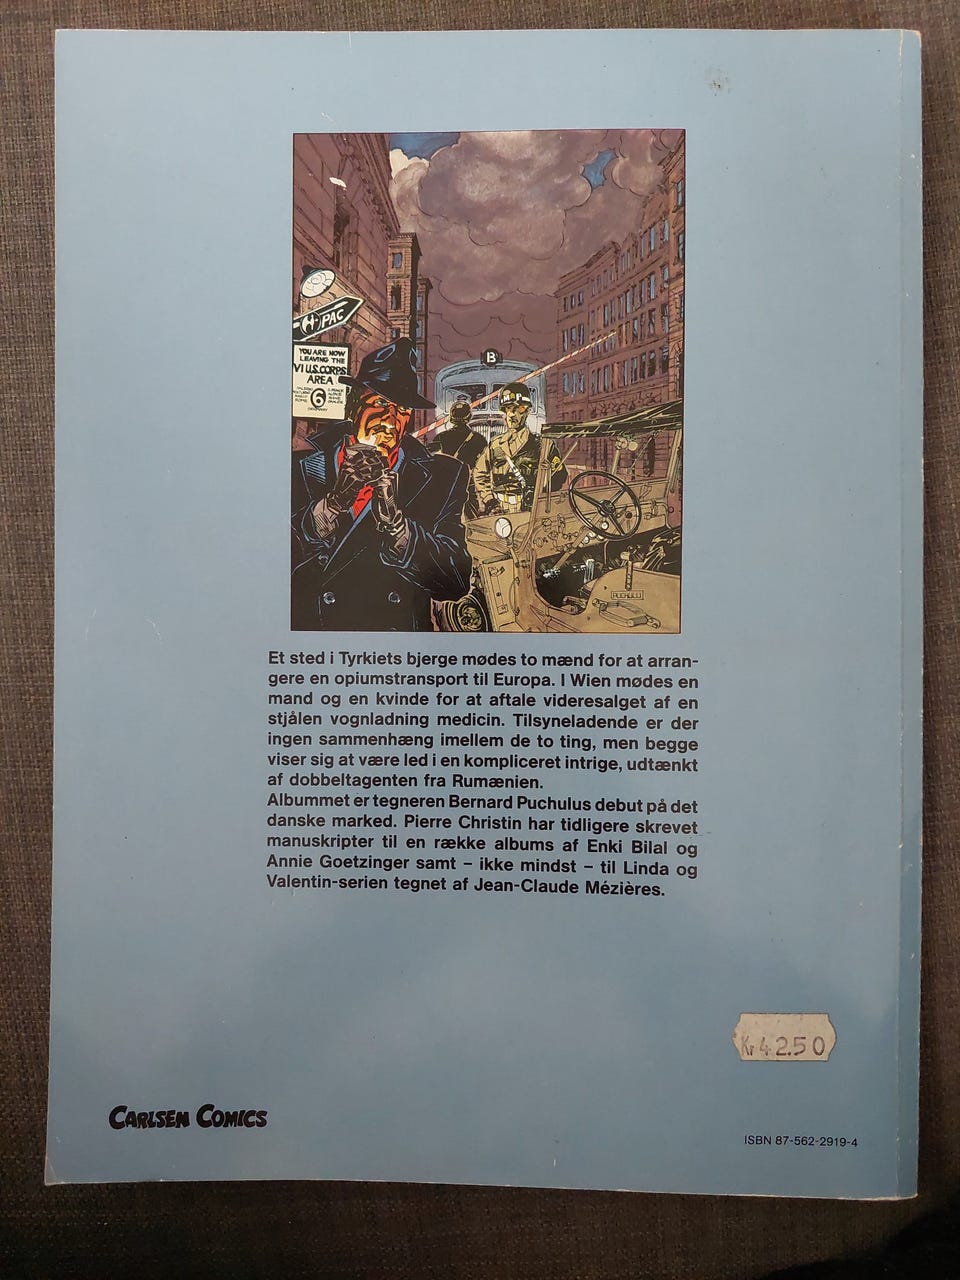 H-PAC
YOU ARE NOW
LEAVING THE
VI U.S. CORPS
AREA
6
13
M P
PUCHULU
Et sted i Tyrkiets bjerge mødes to mænd for at arran-
gere en opiumstransport til Europa. I Wien mødes en
mand og en kvinde for at aftale videresalget af en
stjålen vognladning medicin. Tilsyneladende er der
ingen sammenhæng imellem de to ting, men begge
viser sig at være led i en kompliceret intrige, udtænkt
af dobbeltagenten fra Rumænien.
Albummet er tegneren Bernard Puchulus debut på det
danske marked. Pierre Christin har tidligere skrevet
manuskripter til en række albums af Enki Bilal og
Annie Goetzinger samt – ikke mindst – til Linda og
Valentin-serien tegnet af Jean-Claude Mézières.
Kr 42.50
CARLSEN COMICS
ISBN 87-562-2919-4